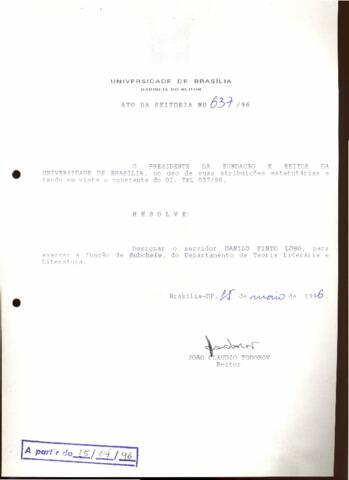 UNIVERSIDADE DE BRASÍLIA
GABINETE DO REITOR
ATO DA REITORIA NO 637/96
O PRESIDENTE DA FUNDAÇÃO E REITOR DA
UNIVERSIDADE DE BRASÍLIA, no uso de suas atribuições estatutárias e
tendo em vista o constante do OI. TEL 037/96,
R E S O L V E:
Designar o servidor DANILO PINTO LOBO, para
exercer a função de Subchefe, do Departamento de Teoria Literária e
Literatura.
Brasília-DF, 15 de maio de 1996.
JOÃO CLAUDIO TODOROV
Reitor
A partir de 15/04/96